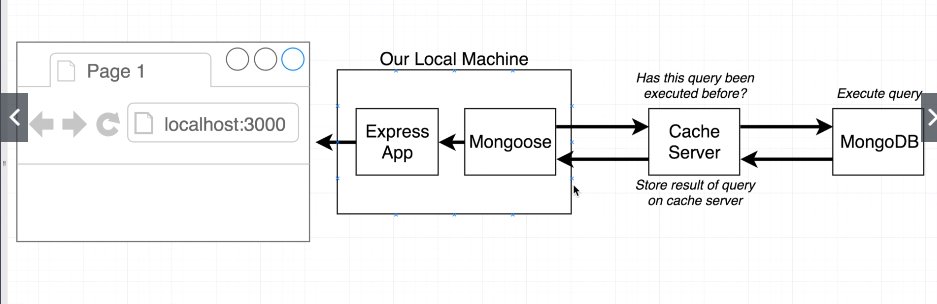 Our Local Machine
Page 1
localhost:3000
Express
App
Mongoose
Has this query been
executed before?
Cache
Server
Store result of query
on cache server
Execute query
MongoDB